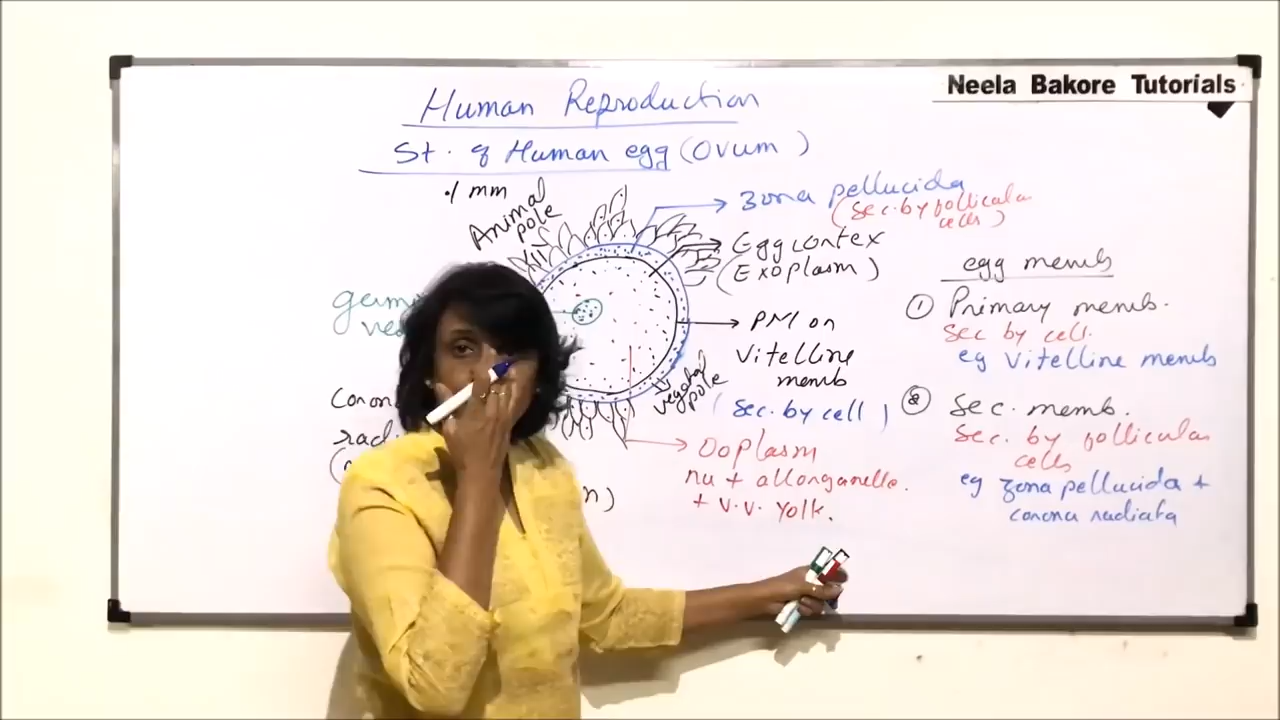 Neela Bakore Tutorials
Human Reproduction
St. of Human egg (Ovum)
.1 mm
Animal
pole
zona pellucida
(Sec. by follicular
cells)
Egg cortex
(Exoplasm)
PM or
Vitelline
memb
(Sec. by cell)
vegetal
pole
Ooplasm
nu + all organelle.
+ v.v. yolk.
egg memb
① Primary memb.
Sec by cell.
eg Vitelline memb
② Sec. memb.
Sec. by follicular
cells
eg zona pellucida +
corona radiata